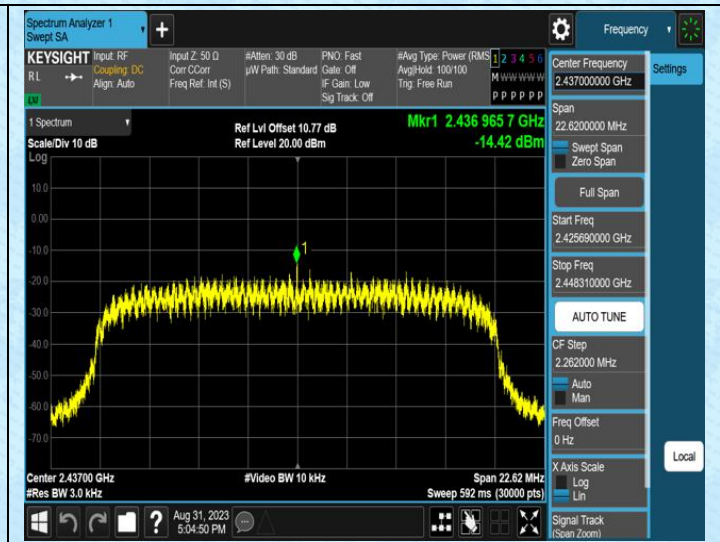 Spectrum Analyzer 1
Swept SA
+
Frequency
KEYSIGHT
RL
LXI
Input: RF
Coupling: DC
Align: Auto
Input Z: 50 Ω
Corr CCorr
Freq Ref: Int (S)
#Atten: 30 dB
µW Path: Standard
PNO: Fast
Gate: Off
IF Gain: Low
Sig Track: Off
#Avg Type: Power (RMS
Avg|Hold: 100/100
Trig: Free Run
1 2 3 4 5 6
M W W W W W
P P P P P P
1 Spectrum
Scale/Div 10 dB
Log
Ref Lvl Offset 10.77 dB
Ref Level 20.00 dBm
Mkr1 2.436 965 7 GHz
-14.42 dBm
10.0
0.00
-10.0
-20.0
-30.0
-40.0
-50.0
-60.0
-70.0
1
Center 2.43700 GHz
#Res BW 3.0 kHz
#Video BW 10 kHz
Span 22.62 MHz
Sweep 592 ms (30000 pts)
?
Aug 31, 2023
5:04:50 PM
Center Frequency
2.437000000 GHz
Span
22.6200000 MHz
Swept Span
Zero Span
Full Span
Start Freq
2.425690000 GHz
Stop Freq
2.448310000 GHz
AUTO TUNE
CF Step
2.262000 MHz
Auto
Man
Freq Offset
0 Hz
X Axis Scale
Log
Lin
Signal Track
(Span Zoom)
Settings
Local